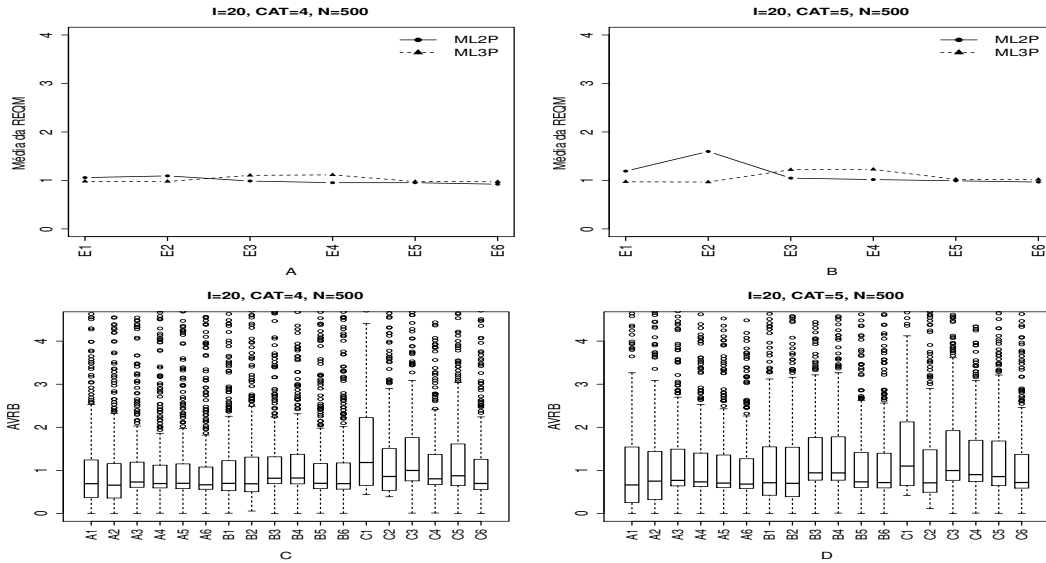 I=20, CAT=4, N=500
Média da REQM
4
3
2
1
0
ML2P
ML3P
E1 E2 E3 E4 E5 E6
A
I=20, CAT=5, N=500
Média da REQM
4
3
2
1
0
ML2P
ML3P
E1 E2 E3 E4 E5 E6
B
I=20, CAT=4, N=500
AVRB
4
3
2
1
0
A1 A2 A3 A4 A5 A6 B1 B2 B3 B4 B5 B6 C1 C2 C3 C4 C5 C6
C
I=20, CAT=5, N=500
AVRB
4
3
2
1
0
A1 A2 A3 A4 A5 A6 B1 B2 B3 B4 B5 B6 C1 C2 C3 C4 C5 C6
D